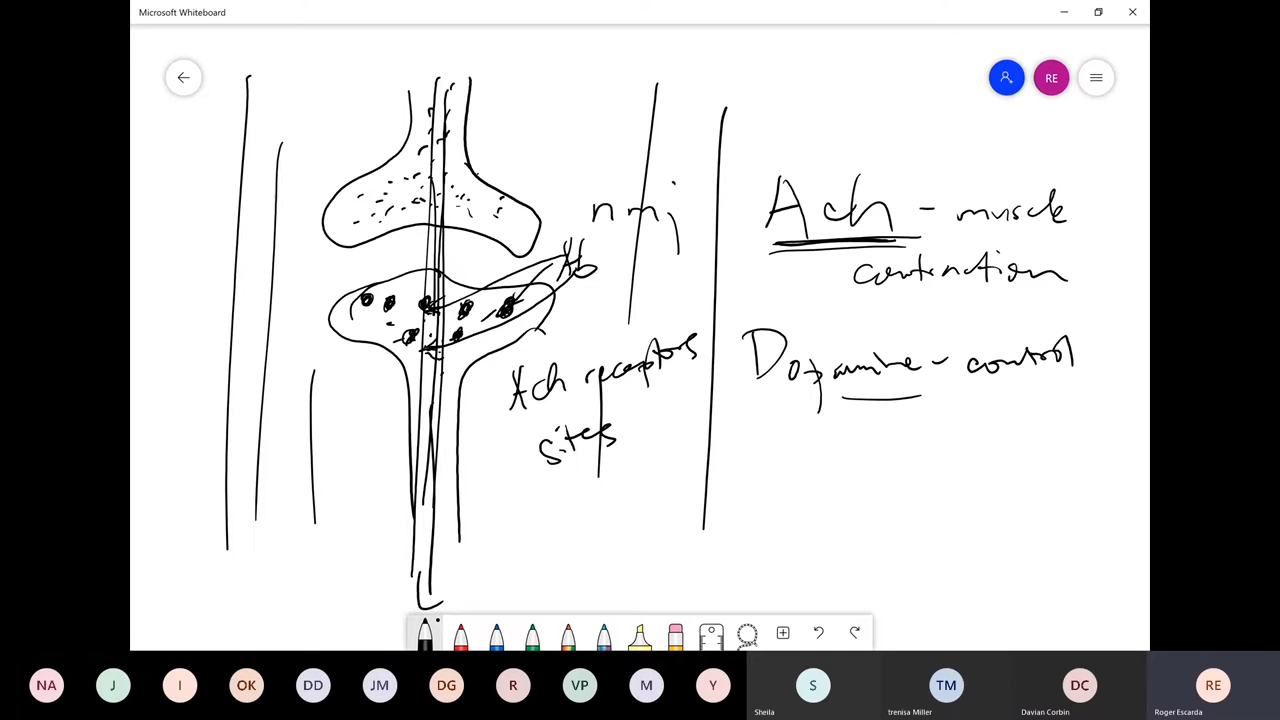 Microsoft Whiteboard
RE
nmj
Ach - muscle
contraction
Ab
Ach receptors
sites
Dopamine - control
NA
J
I
OK
DD
JM
DG
R
VP
M
Y
S
TM
DC
RE
Sheila
trenisa Miller
Davian Corbin
Roger Escarda